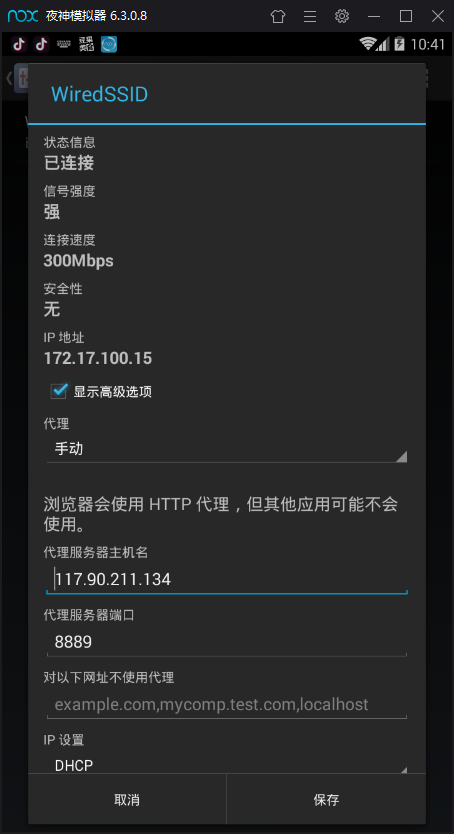 nox 夜神模拟器 6.3.0.8
10:41
WiredSSID
状态信息
已连接
信号强度
强
连接速度
300Mbps
安全性
无
IP 地址
172.17.100.15
显示高级选项
代理
手动
浏览器会使用 HTTP 代理，但其他应用可能不会
使用。
代理服务器主机名
117.90.211.134
代理服务器端口
8889
对以下网址不使用代理
example.com,mycomp.test.com,localhost
IP 设置
DHCP
取消
保存